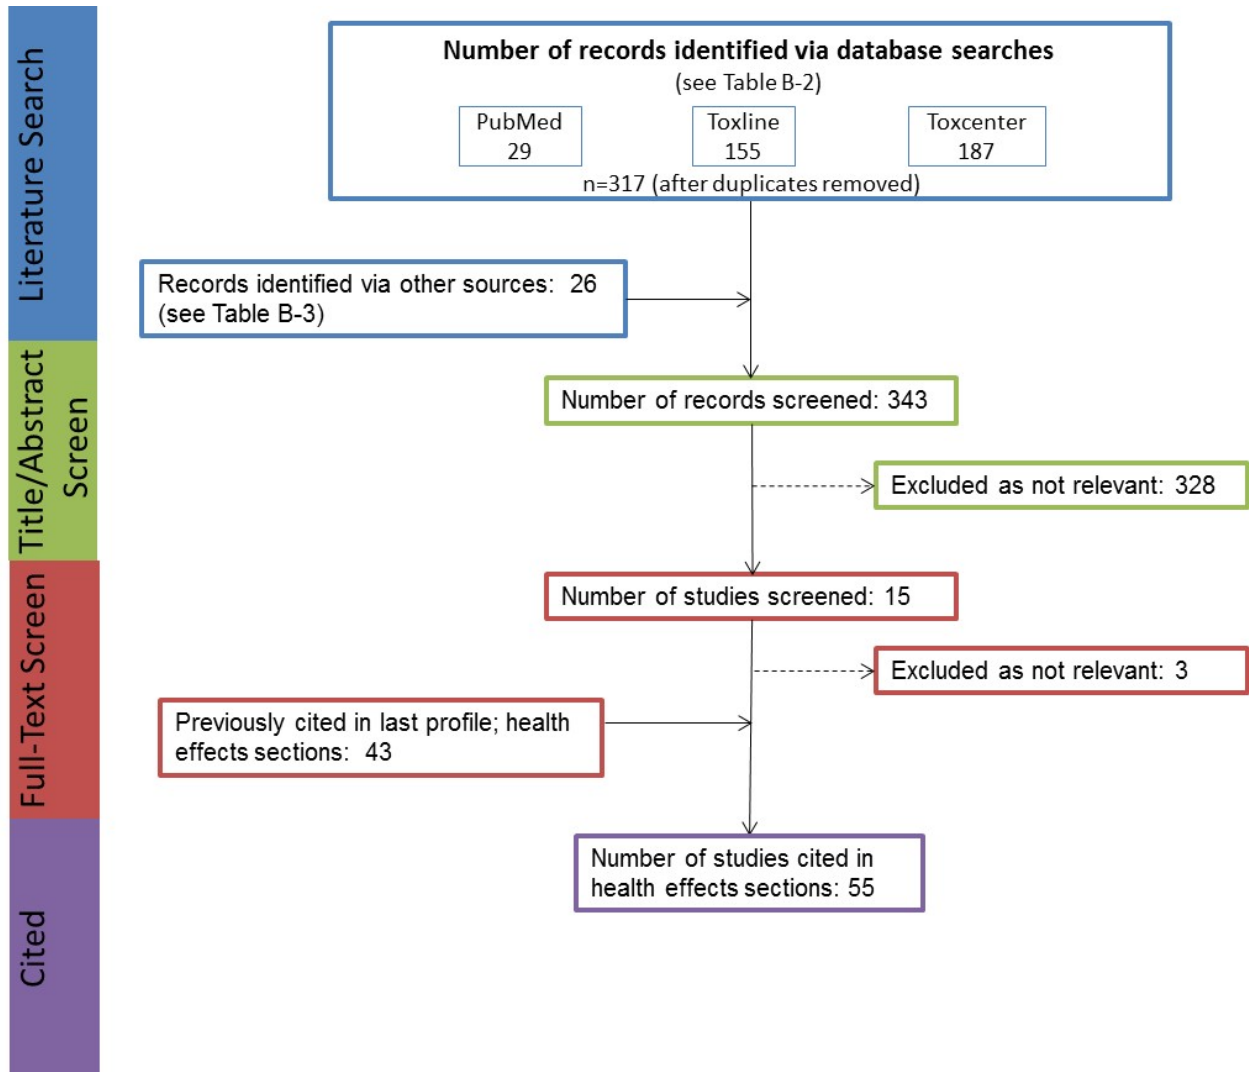 Literature Search
Number of records identified via database searches
(see Table B-2)
PubMed
29
Toxline
155
Toxcenter
187
n=317 (after duplicates removed)
Records identified via other sources: 26
(see Table B-3)
Title/Abstract
Screen
Number of records screened: 343
Excluded as not relevant: 328
Full-Text Screen
Number of studies screened: 15
Excluded as not relevant: 3
Previously cited in last profile; health
effects sections: 43
Cited
Number of studies cited in
health effects sections: 55